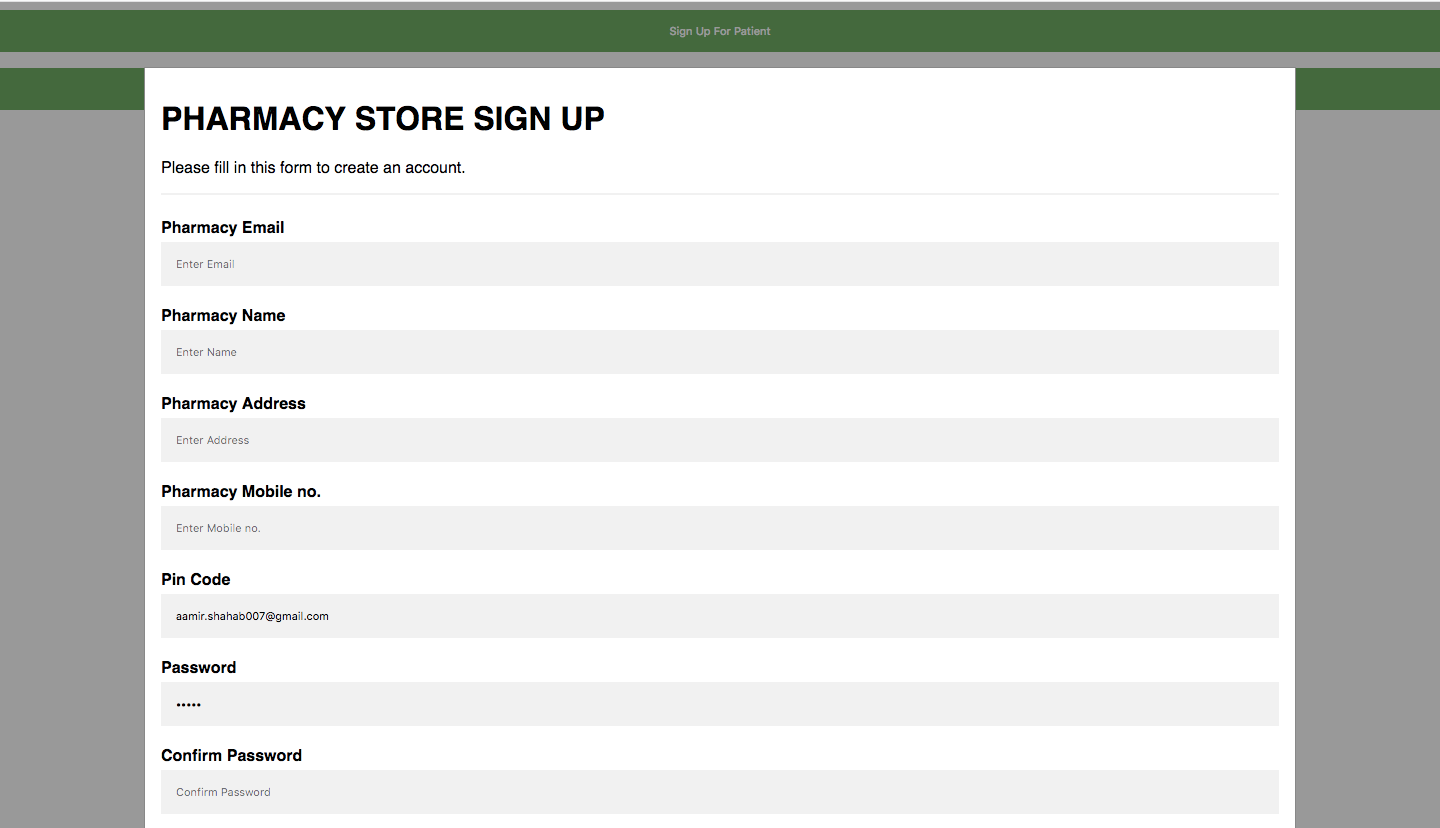 Sign Up For Patient
PHARMACY STORE SIGN UP
Please fill in this form to create an account.
Pharmacy Email
Enter Email
Pharmacy Name
Enter Name
Pharmacy Address
Enter Address
Pharmacy Mobile no.
Enter Mobile no.
Pin Code
aamir.shahab007@gmail.com
Password
•••••
Confirm Password
Confirm Password